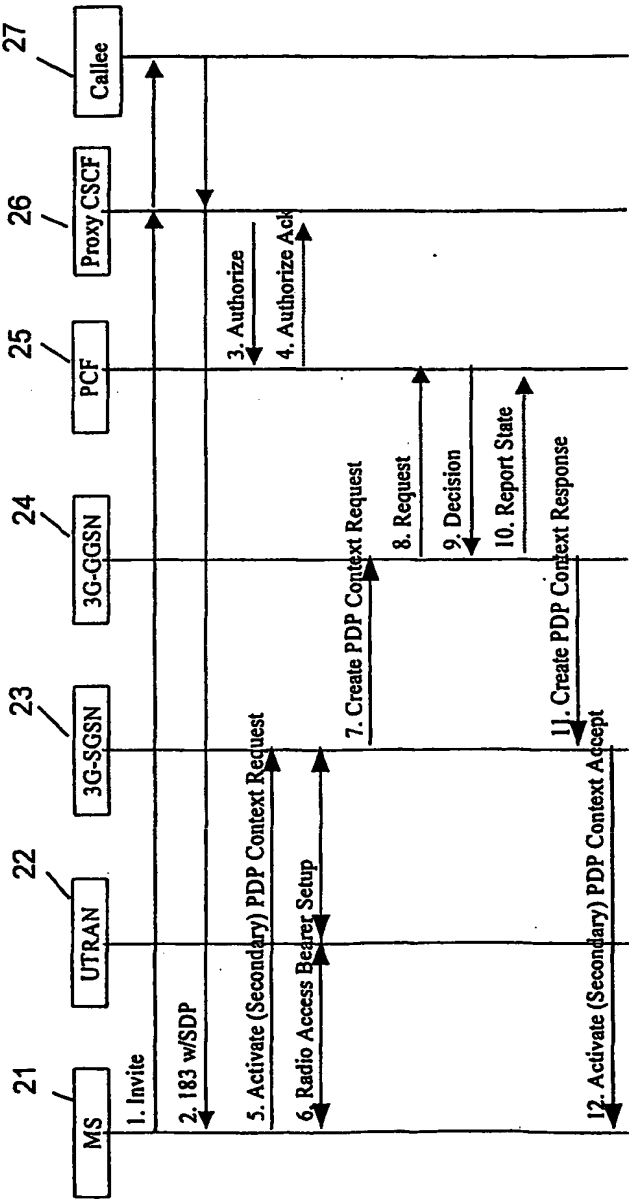 21
22
23
24
25
26
27
MS
UTRAN
3G-SGSN
3G-GGSN
PCF
Proxy CSCF
Callee
1. Invite
2. 183 w/SDP
3. Authorize
4. Authorize Ack
5. Activate (Secondary) PDP Context Request
6. Radio Access Bearer Setup
7. Create PDP Context Request
8. Request
9. Decision
10. Report State
11. Create PDP Context Response
12. Activate (Secondary) PDP Context Accept